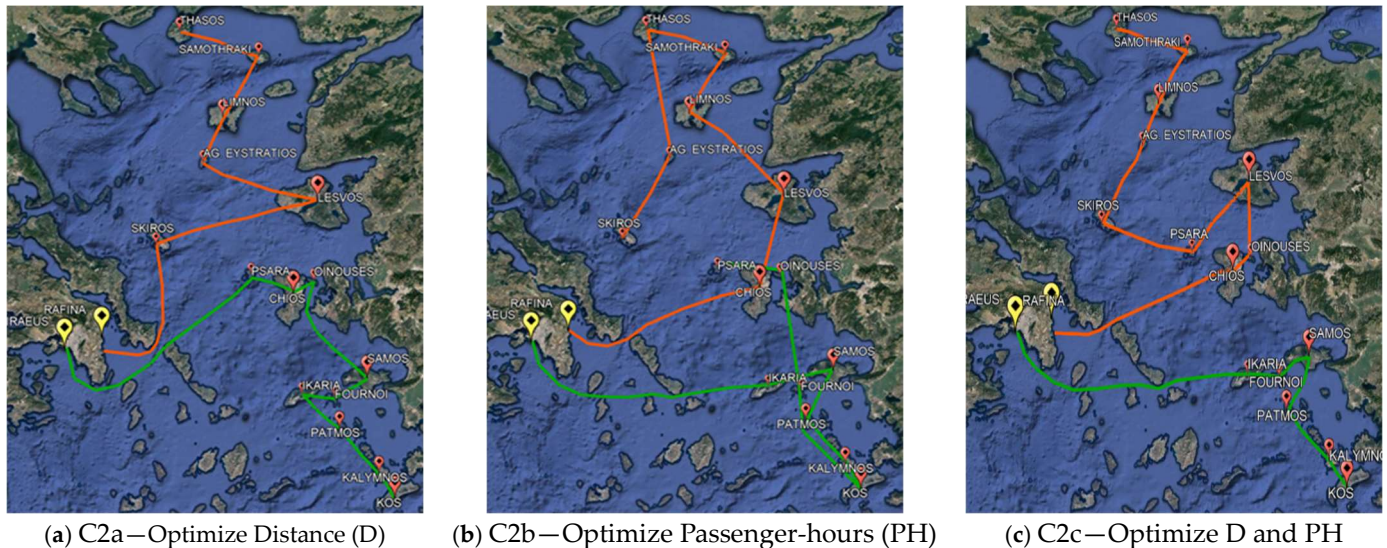 THASOS
SAMOTHRAKI
LIMNOS
AG EYSTRATIOS
LESVOS
SKIROS
PSARA
OINOUSES
CHIOS
RAFINA
RAEUS
SAMOS
IKARIA
FOURNOI
PATMOS
KALYMNOS
KOS
THASOS
SAMOTHRAKI
LIMNOS
AG EYSTRATIOS
LESVOS
SKIROS
PSARA
OINOUSES
CHIOS
RAFINA
AEUS
SAMOS
IKARIA
FOURNOI
PATMOS
KALYMNOS
KOS
THASOS
SAMOTHRAKI
LIMNOS
AG EYSTRATIOS
LESVOS
SKIROS
PSARA
OINOUSES
CHIOS
RAEUS
RAFINA
SAMOS
IKARIA
FOURNOI
PATMOS
KALYMNO
KOS
(a) C2a—Optimize Distance (D)
(b) C2b—Optimize Passenger-hours (PH)
(c) C2c—Optimize D and PH